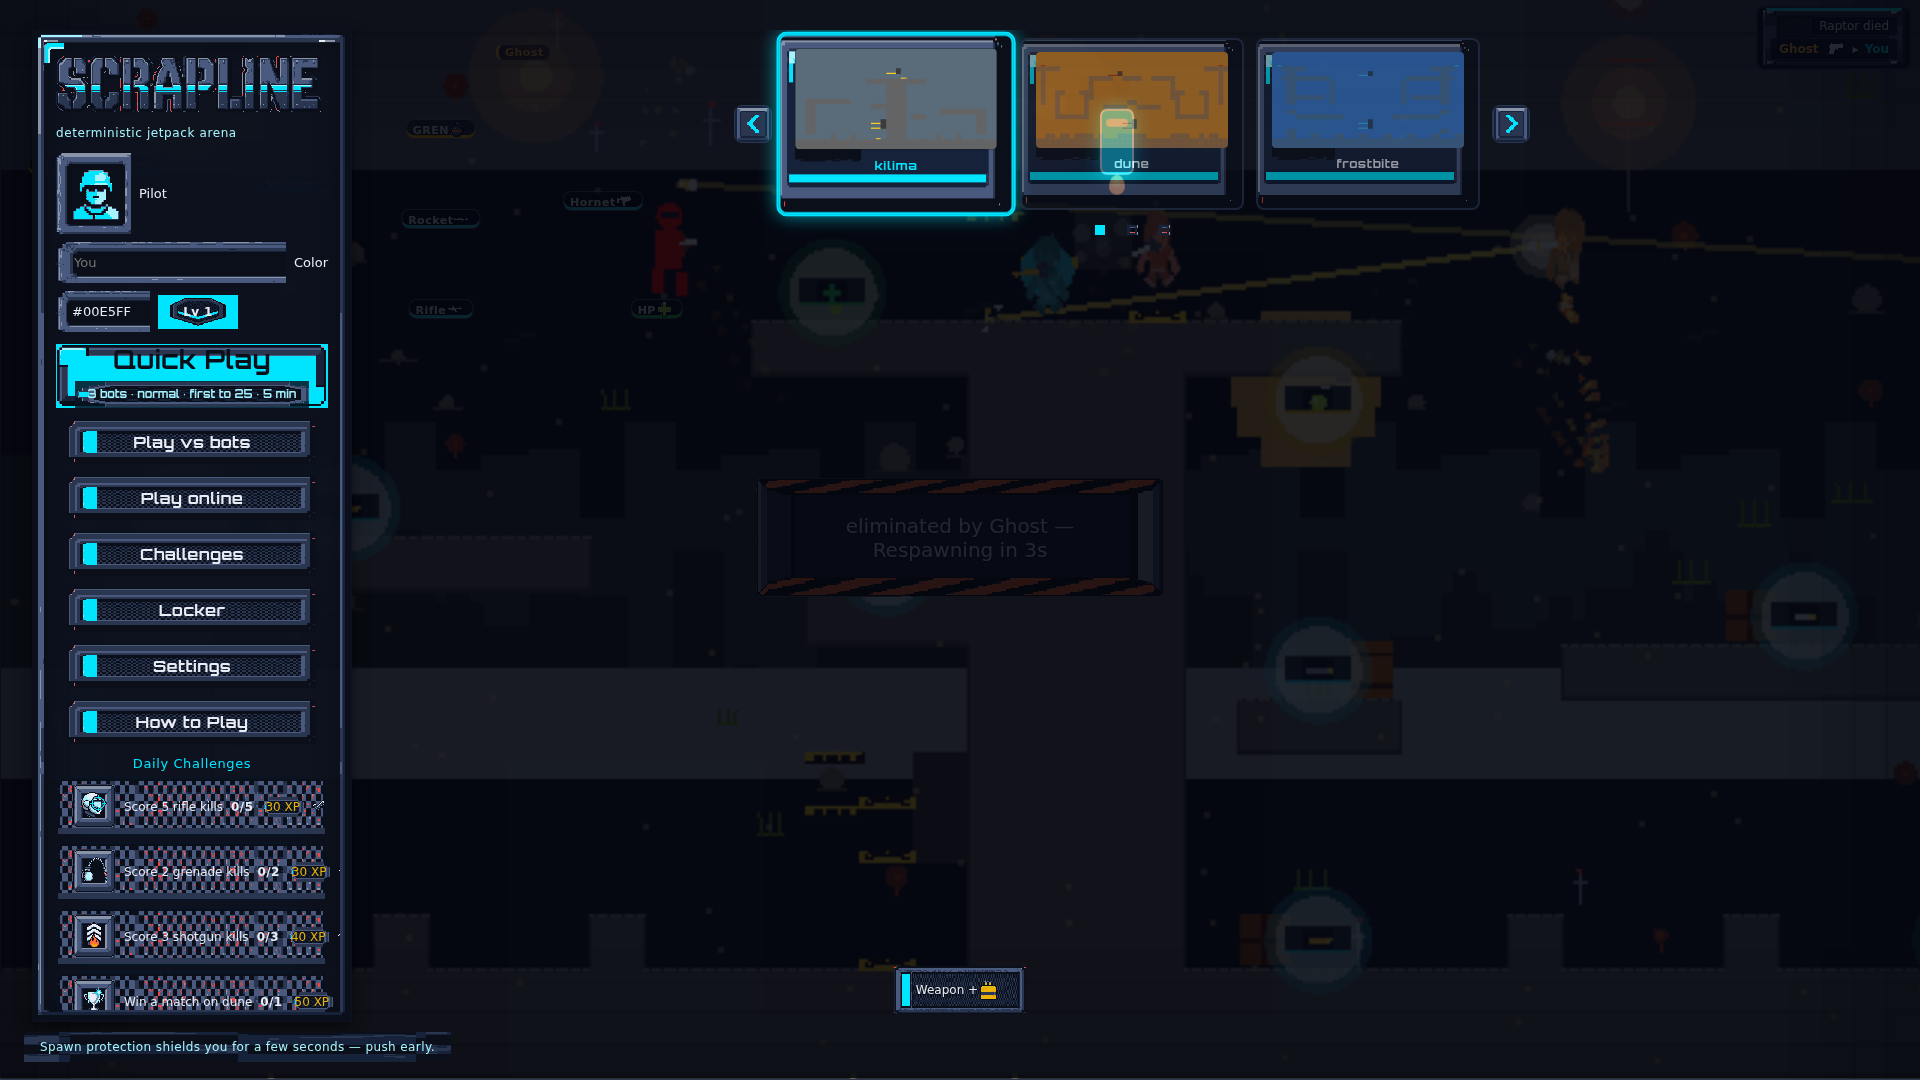 SCRAPLINE
deterministic jetpack arena
Pilot
You
Color
#00E5FF
Lv 1
Quick Play
3 bots · normal · first to 25 · 5 min
Play vs bots
Play online
Challenges
Locker
Settings
How to Play
Daily Challenges
Score 5 rifle kills 0/5 30 XP
Score 2 grenade kills 0/2 30 XP
Score 3 shotgun kills 0/3 40 XP
Win a match on dune 0/1 50 XP
Spawn protection shields you for a few seconds — push early.
Ghost
GREN
Hornet
Rocket
Rifle
HP
kilima
dune
frostbite
Raptor died
Ghost ▸ You
eliminated by Ghost —
Respawning in 3s
Weapon +